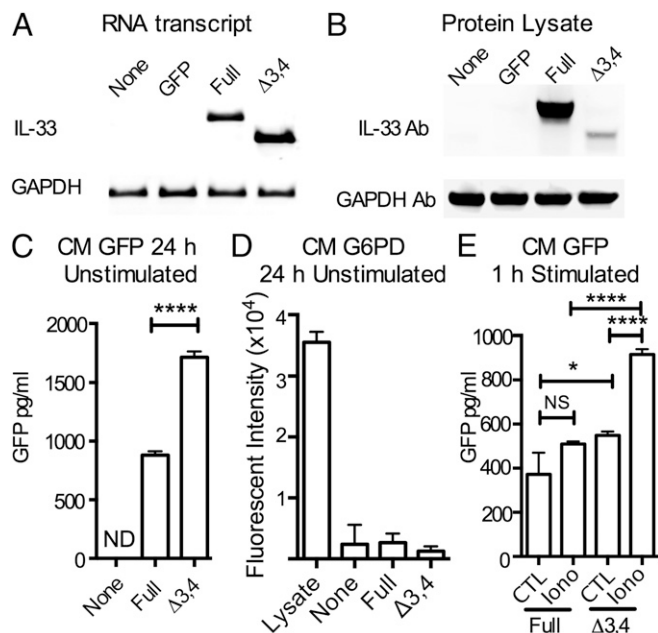 A
RNA transcript
None
GFP
Full
Δ3,4
IL-33
GAPDH
B
Protein Lysate
None
GFP
Full
Δ3,4
IL-33 Ab
GAPDH Ab
C
CM GFP 24 h
Unstimulated
GFP pg/ml
2000
1500
1000
500
0
****
ND
None
Full
Δ3,4
D
CM G6PD
24 h Unstimulated
Fluorescent Intensity (x10⁴)
4
3
2
1
Lysate
None
Full
Δ3,4
E
CM GFP
1 h Stimulated
GFP pg/ml
1000
800
600
400
200
0
****
****
*
NS
CTL
Iono
CTL
Iono
Full
Δ3,4